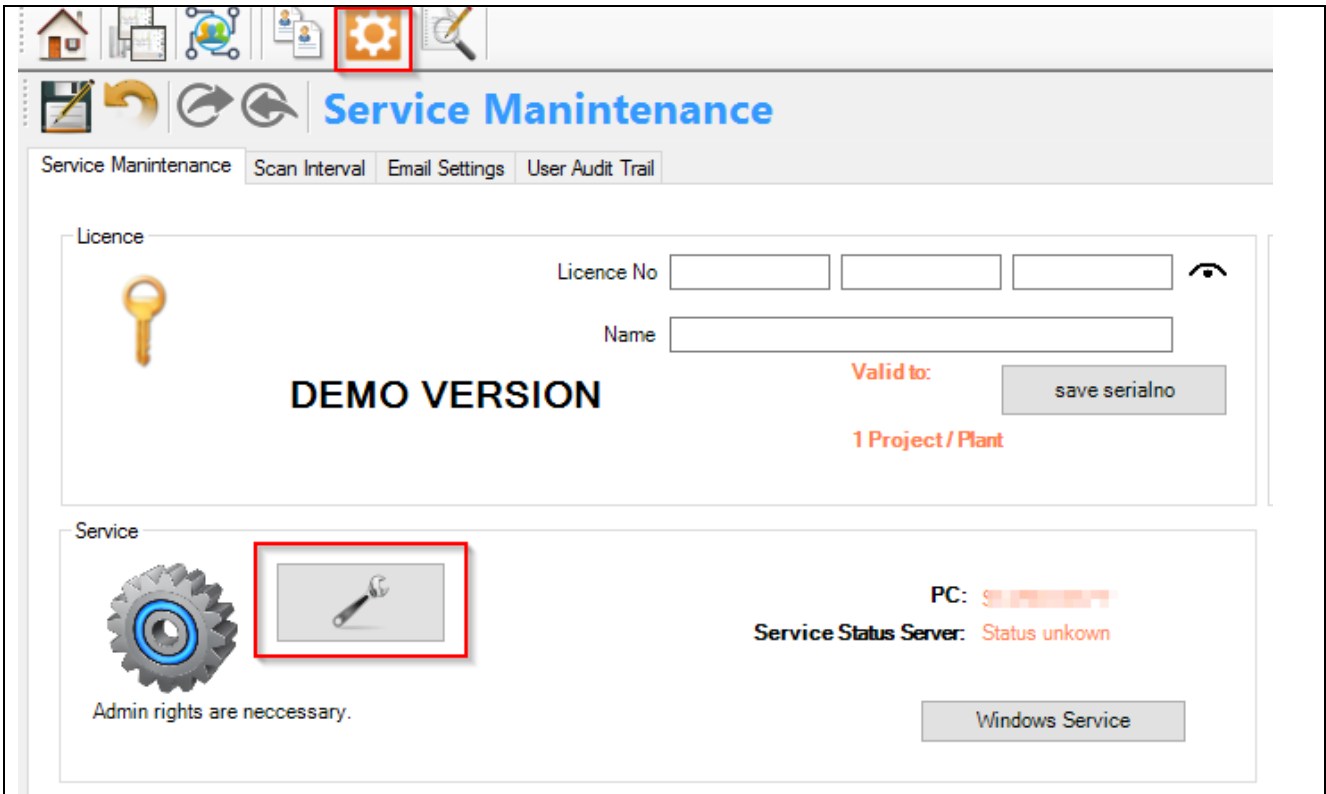 Service Manintenance
Service Manintenance Scan Interval Email Settings User Audit Trail
Licence
Licence No
Name
Valid to:
DEMO VERSION
save serialno
1 Project / Plant
Service
PC:
Service Status Server: Status unkown
Admin rights are neccessary.
Windows Service